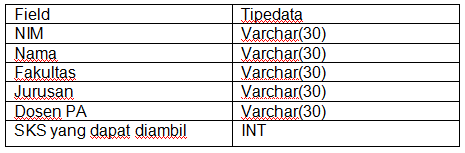 Field Tipedata
NIM Varchar(30)
Nama Varchar(30)
Fakultas Varchar(30)
Jurusan Varchar(30)
Dosen PA Varchar(30)
SKS yang dapat diambil INT